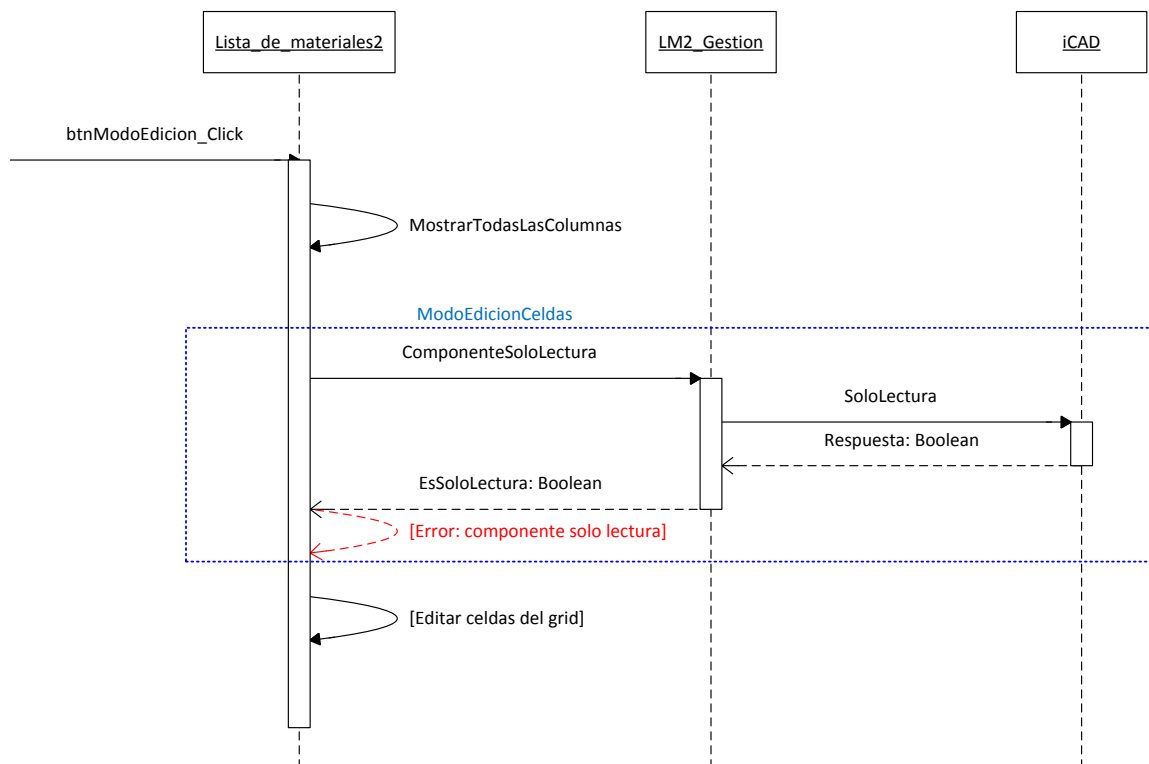 Lista_de_materiales2
LM2_Gestion
iCAD
btnModoEdicion_Click
MostrarTodasLasColumnas
ModoEdicionCeldas
ComponenteSoloLectura
SoloLectura
Respuesta: Boolean
EsSoloLectura: Boolean
[Error: componente solo lectura]
[Editar celdas del grid]